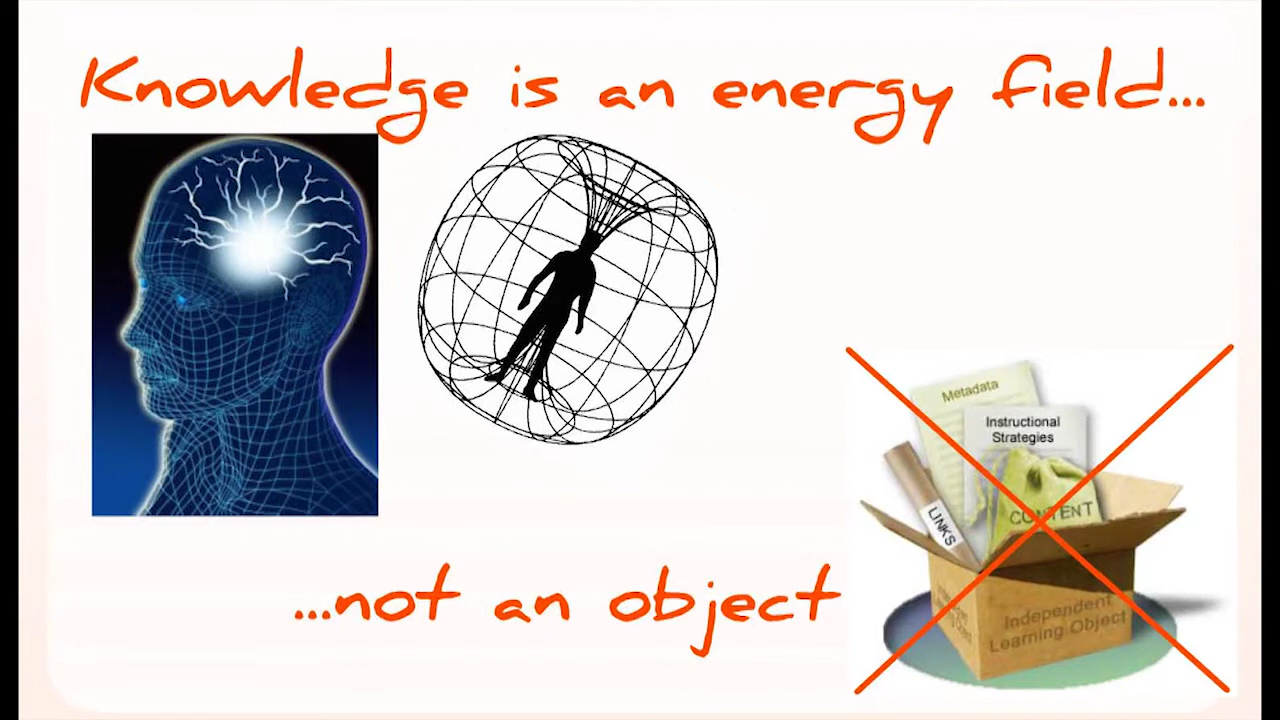 Knowledge is an energy field...
Metadata
Instructional
Strategies
CONTENT
LINKS
Independent
Learning Object
...not an object